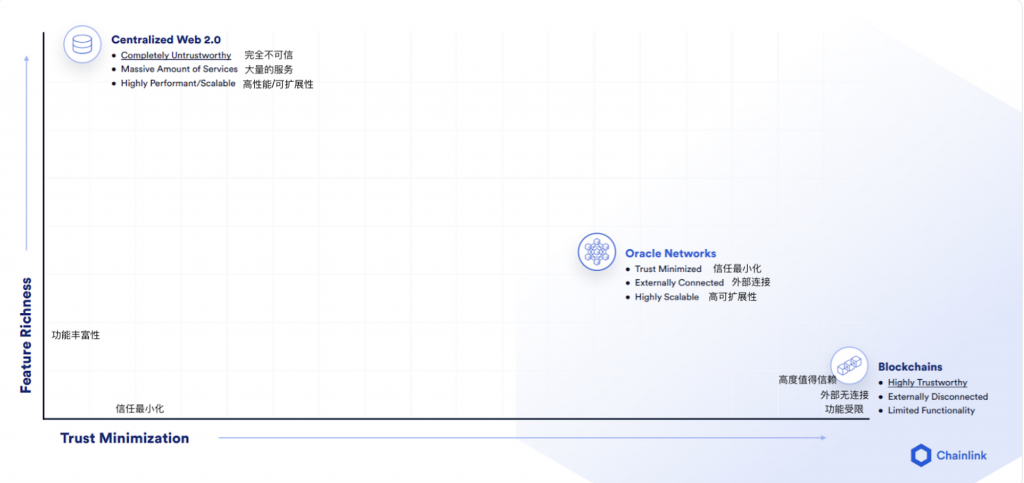 Centralized Web 2.0
Completely Untrustworthy 完全不可信
Massive Amount of Services 大量的服务
Highly Performant/Scalable 高性能/可扩展性
Oracle Networks
Trust Minimized 信任最小化
Externally Connected 外部连接
Highly Scalable 高可扩展性
Feature Richness
功能丰富性
Blockchains
高度值得信赖 Highly Trustworthy
外部无连接 Externally Disconnected
功能受限 Limited Functionality
信任最小化
Trust Minimization
Chainlink